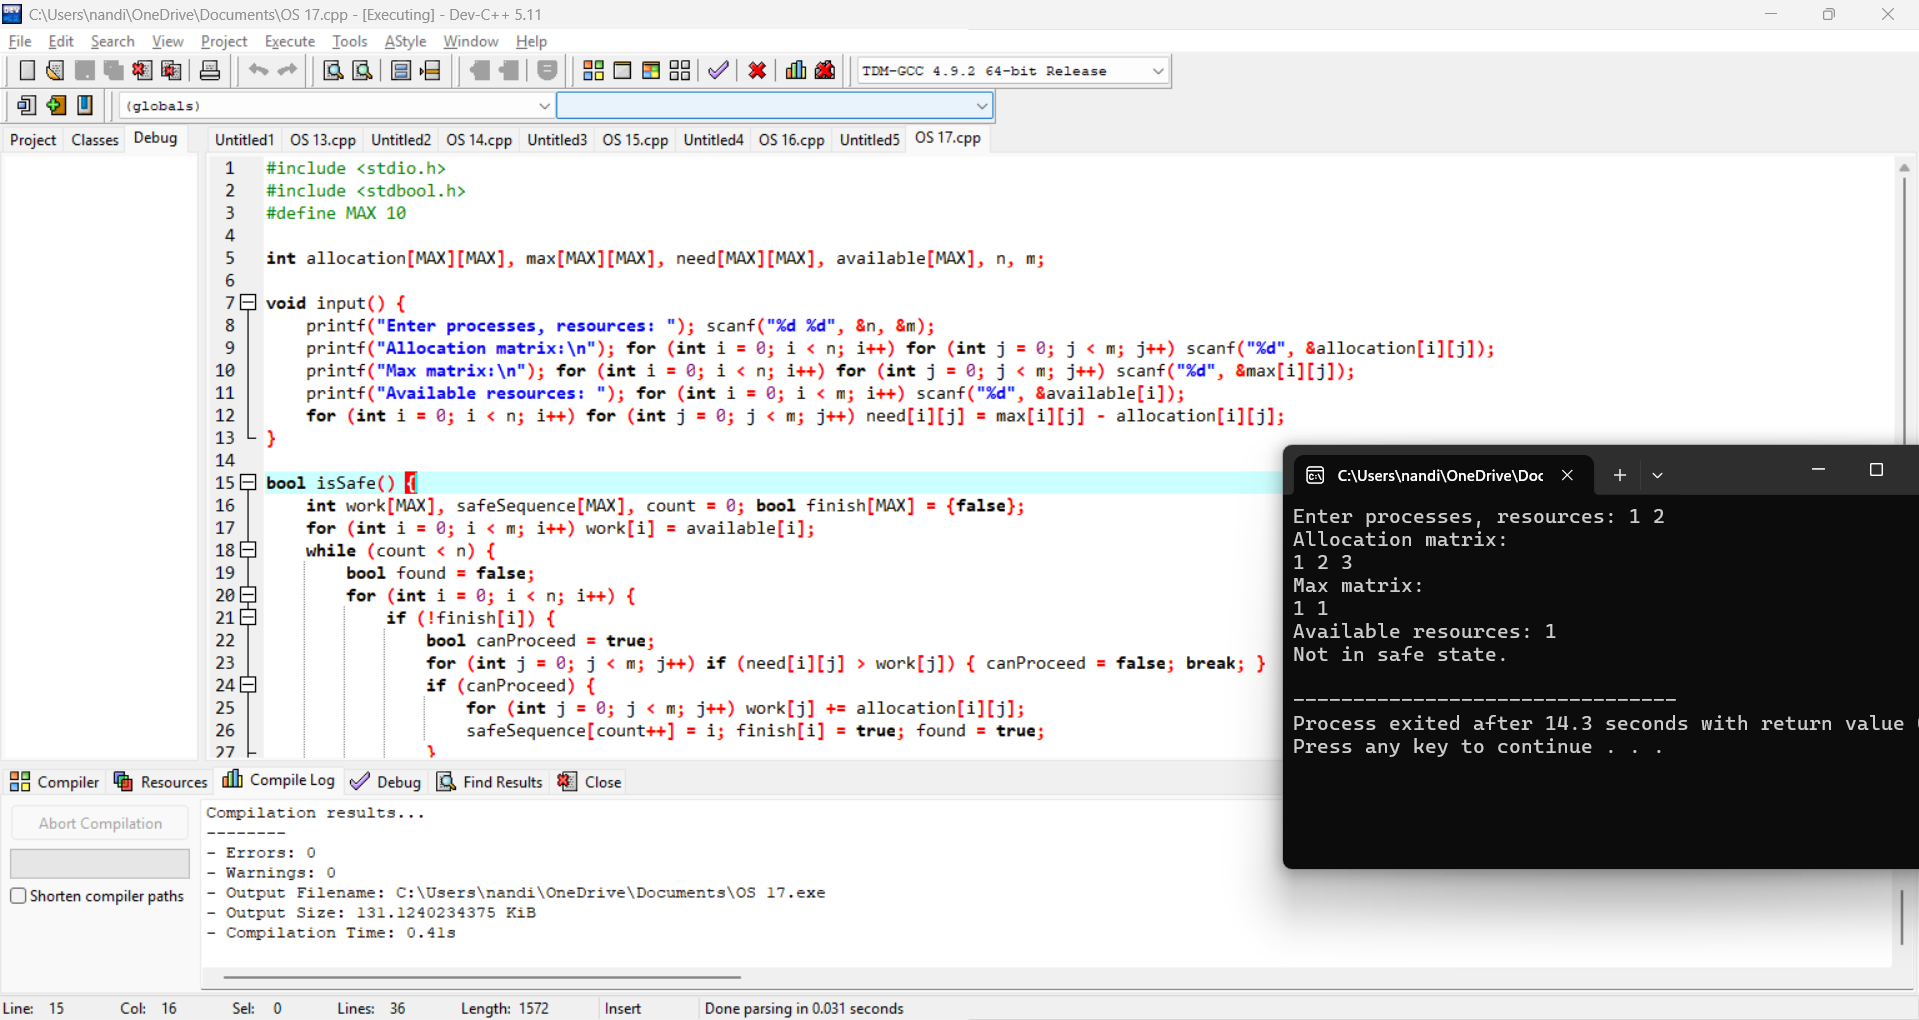 C:\Users\nandi\OneDrive\Documents\OS 17.cpp - [Executing] - Dev-C++ 5.11
File Edit Search View Project Execute Tools AStyle Window Help
TDM-GCC 4.9.2 64-bit Release
(globals)
Project Classes Debug
Untitled1 OS 13.cpp Untitled2 OS 14.cpp Untitled3 OS 15.cpp Untitled4 OS 16.cpp Untitled5 OS 17.cpp
1 #include <stdio.h>
2 #include <stdbool.h>
3 #define MAX 10
4
5 int allocation[MAX][MAX], max[MAX][MAX], need[MAX][MAX], available[MAX], n, m;
6
7 void input() {
8 printf("Enter processes, resources: "); scanf("%d %d", &n, &m);
9 printf("Allocation matrix:\n"); for (int i = 0; i < n; i++) for (int j = 0; j < m; j++) scanf("%d", &allocation[i][j]);
10 printf("Max matrix:\n"); for (int i = 0; i < n; i++) for (int j = 0; j < m; j++) scanf("%d", &max[i][j]);
11 printf("Available resources: "); for (int i = 0; i < m; i++) scanf("%d", &available[i]);
12 for (int i = 0; i < n; i++) for (int j = 0; j < m; j++) need[i][j] = max[i][j] - allocation[i][j];
13 }
14
15 bool isSafe() {
16 int work[MAX], safeSequence[MAX], count = 0; bool finish[MAX] = {false};
17 for (int i = 0; i < m; i++) work[i] = available[i];
18 while (count < n) {
19 bool found = false;
20 for (int i = 0; i < n; i++) {
21 if (!finish[i]) {
22 bool canProceed = true;
23 for (int j = 0; j < m; j++) if (need[i][j] > work[j]) { canProceed = false; break; }
24 if (canProceed) {
25 for (int j = 0; j < m; j++) work[j] += allocation[i][j];
26 safeSequence[count++] = i; finish[i] = true; found = true;
27 }
C:\Users\nandi\OneDrive\Doc
Enter processes, resources: 1 2
Allocation matrix:
1 2 3
Max matrix:
1 1
Available resources: 1
Not in safe state.
--------------------------------
Process exited after 14.3 seconds with return value
Press any key to continue . . .
Compiler Resources Compile Log Debug Find Results Close
Abort Compilation
Shorten compiler paths
Compilation results...
--------
- Errors: 0
- Warnings: 0
- Output Filename: C:\Users\nandi\OneDrive\Documents\OS 17.exe
- Output Size: 131.1240234375 KiB
- Compilation Time: 0.41s
Line: 15 Col: 16 Sel: 0 Lines: 36 Length: 1572 Insert Done parsing in 0.031 seconds